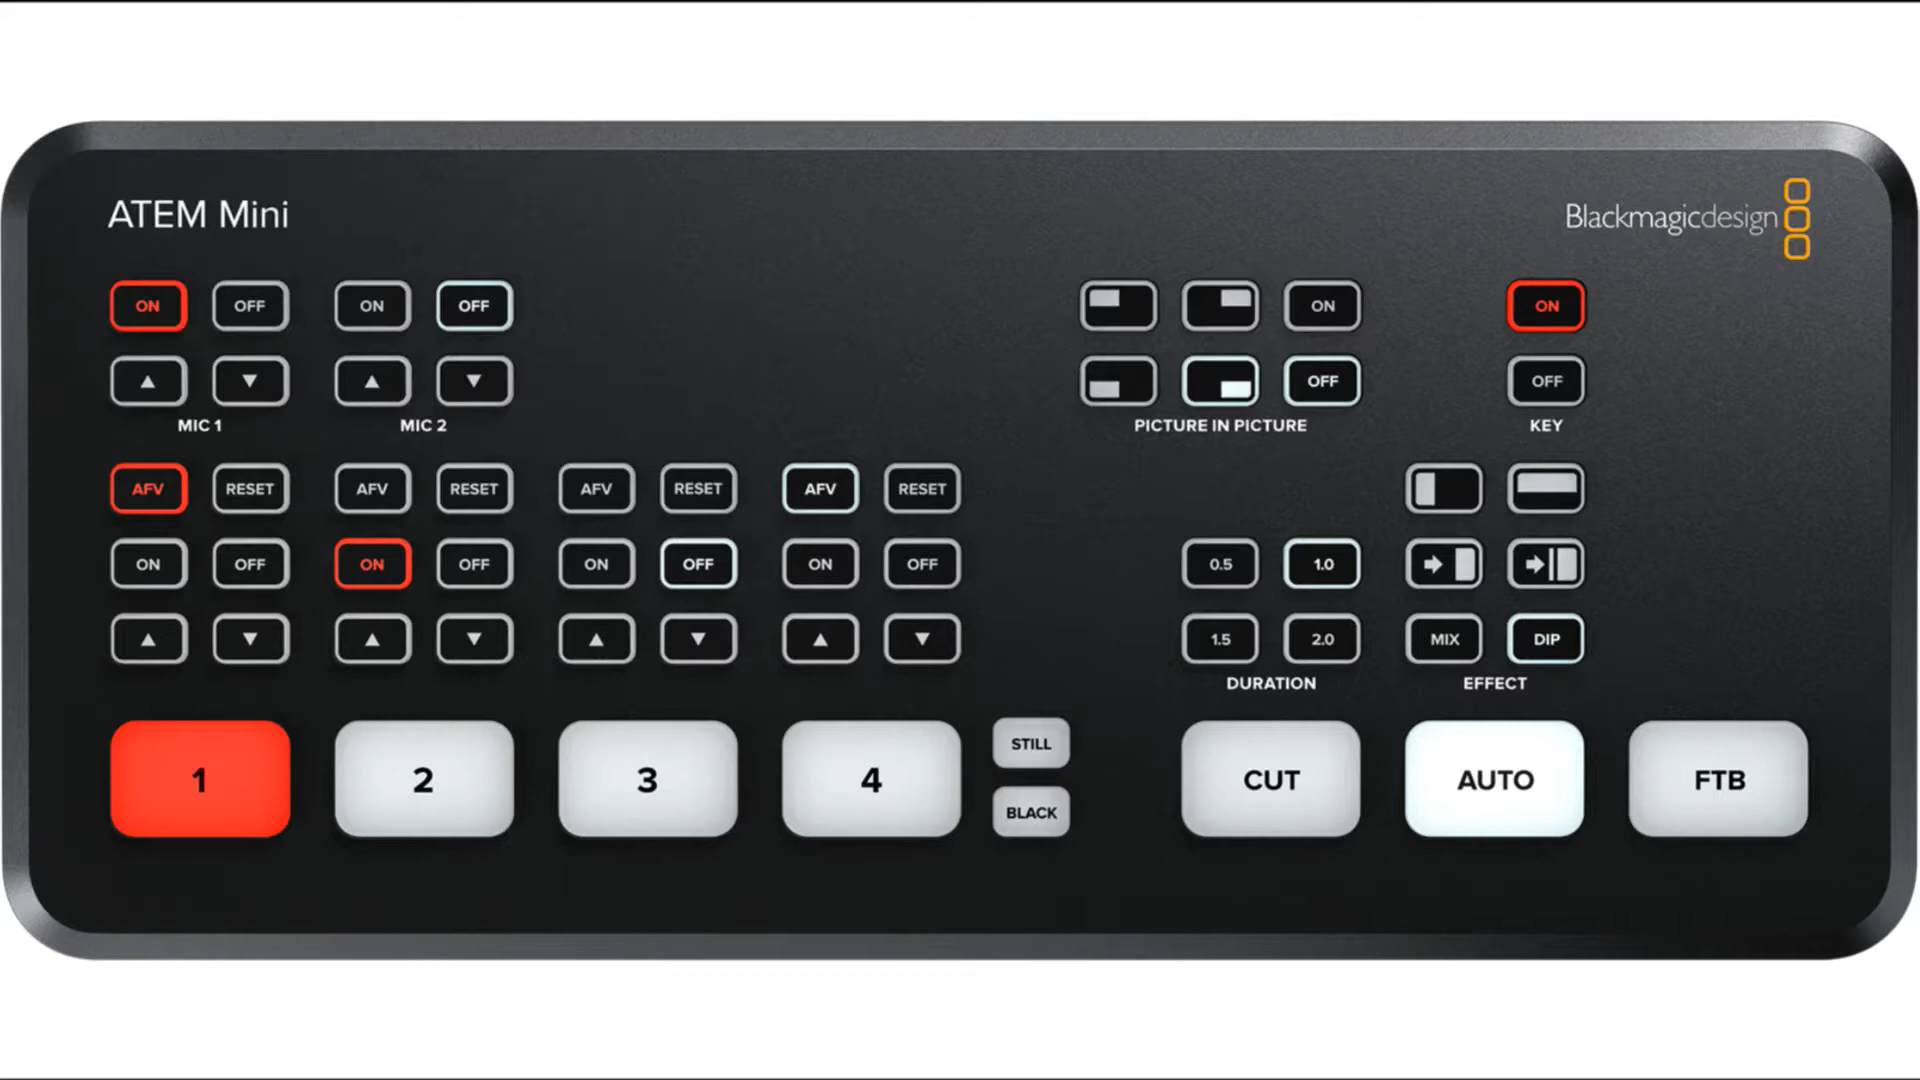 ATEM Mini
Blackmagicdesign
ON OFF ON OFF ON ON
▲ ▼ ▲ ▼ OFF OFF
MIC 1 MIC 2 PICTURE IN PICTURE KEY
AFV RESET AFV RESET AFV RESET AFV RESET
ON OFF ON OFF ON OFF ON OFF 0.5 1.0
▲ ▼ ▲ ▼ ▲ ▼ ▲ ▼ 1.5 2.0 MIX DIP
DURATION EFFECT
STILL
1 2 3 4 CUT AUTO FTB
BLACK